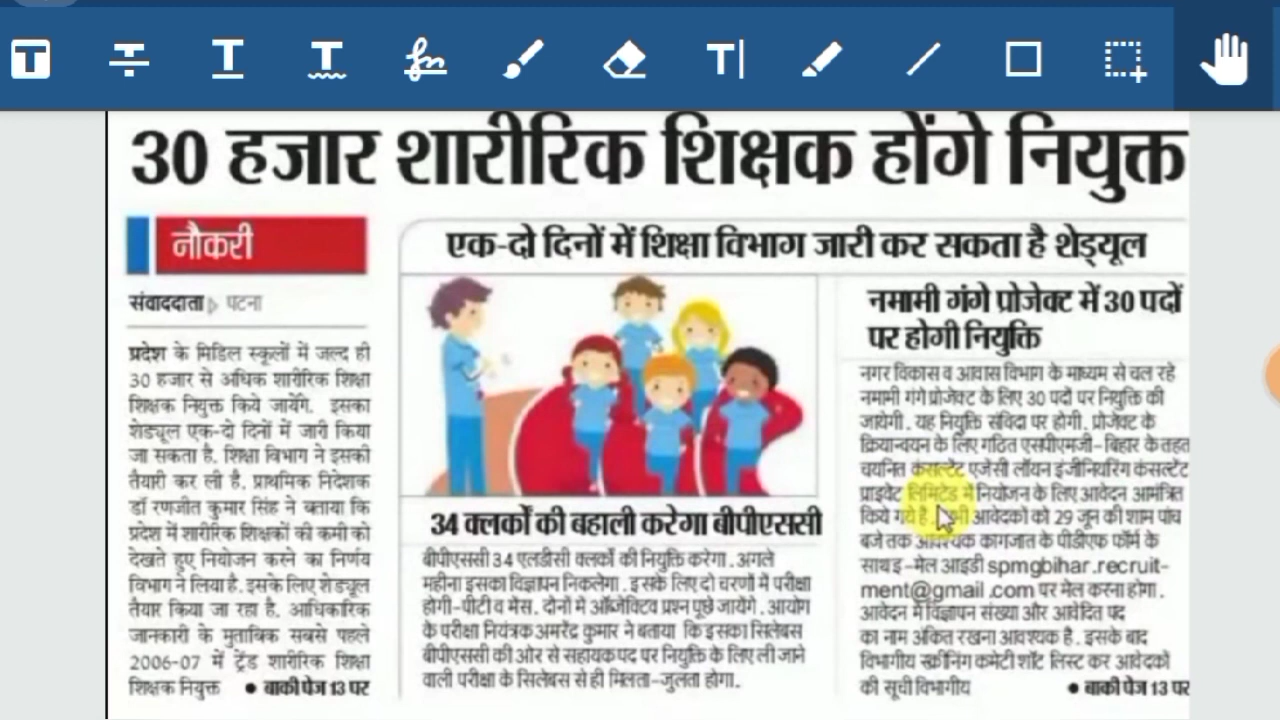 30 हजार शारीरिक शिक्षक होंगे नियुक्त
नौकरी
एक-दो दिनों में शिक्षा विभाग जारी कर सकता है शेड्यूल
संवाददाता ▷ पटना
प्रदेश के मिडिल स्कूलों में जल्द ही
30 हजार से अधिक शारीरिक शिक्षा
शिक्षक नियुक्त किये जायेंगे. इसका
शेड्यूल एक-दो दिनों में जारी किया
जा सकता है. शिक्षा विभाग ने इसकी
तैयारी कर ली है. प्राथमिक निदेशक
डॉ रणजीत कुमार सिंह ने बताया कि
प्रदेश में शारीरिक शिक्षकों की कमी को
देखते हुए नियोजन करने का निर्णय
विभाग ने लिया है. इसके लिए शेड्यूल
तैयार किया जा रहा है. आधिकारिक
जानकारी के मुताबिक सबसे पहले
2006-07 में ट्रेंड शारीरिक शिक्षा
शिक्षक नियुक्त ● बाकी पेज 13 पर
34 क्लर्कों की बहाली करेगा बीपीएससी
बीपीएससी 34 एलडीसी क्लर्कों की नियुक्ति करेगा. अगले
महीना इसका विज्ञापन निकलेगा. इसके लिए दो चरणों में परीक्षा
होगी-पीटी व मेंस. दोनों में ऑब्जेक्टिव प्रश्न पूछे जायेंगे. आयोग
के परीक्षा नियंत्रक अमरेंद्र कुमार ने बताया कि इसका सिलेबस
बीपीएससी की ओर से सहायक पद पर नियुक्ति के लिए ली जाने
वाली परीक्षा के सिलेबस से ही मिलता-जुलता होगा.
नमामी गंगे प्रोजेक्ट में 30 पदों
पर होगी नियुक्ति
नगर विकास व आवास विभाग के माध्यम से चल रहे
नमामी गंगे प्रोजेक्ट के लिए 30 पदों पर नियुक्ति की
जायेगी. यह नियुक्ति संविदा पर होगी. प्रोजेक्ट के
क्रियान्वयन के लिए गठित एसपीएमजी-बिहार के तहत
चयनित कंसल्टेंट एजेंसी लॉयन इंजीनियरिंग कंसल्टेंट
प्राइवेट लिमिटेड में नियोजन के लिए आवेदन आमंत्रित
किये गये है. आवेदकों को 29 जून की शाम पांच
बजे तक आवश्यक कागजात के पीडीएफ फॉर्म के
साथ इ-मेल आइडी spmgbihar.recruit-
ment@gmail.com पर मेल करना होगा.
आवेदन में विज्ञापन संख्या और आवेदित पद
का नाम अंकित रखना आवश्यक है. इसके बाद
विभागीय स्क्रीनिंग कमेटी शॉट लिस्ट कर आवेदकों
की सूची विभागीय ● बाकी पेज 13 पर